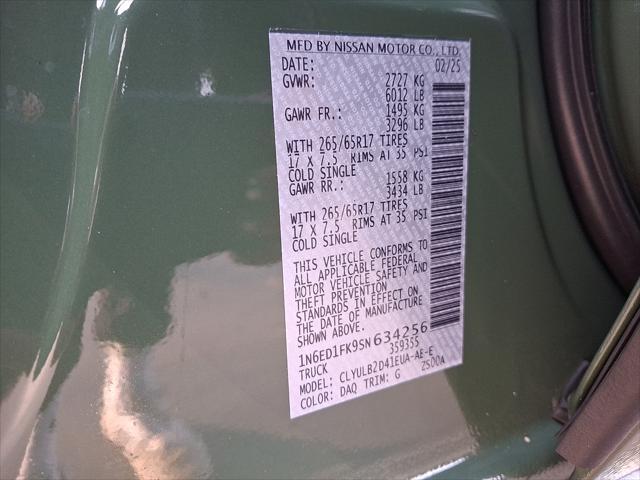 MFD BY NISSAN MOTOR CO., LTD.
DATE: 02/25
GVWR: 2727 KG
6012 LB
GAWR FR.: 1495 KG
3296 LB
WITH 265/65R17 TIRES
17 X 7.5 RIMS AT 35 PSI
COLD SINGLE
GAWR RR.: 1558 KG
3434 LB
WITH 265/65R17 TIRES
17 X 7.5 RIMS AT 35 PSI
COLD SINGLE
THIS VEHICLE CONFORMS TO
ALL APPLICABLE FEDERAL
MOTOR VEHICLE SAFETY AND
THEFT PREVENTION
STANDARDS IN EFFECT ON
THE DATE OF MANUFACTURE
SHOWN ABOVE.
1N6ED1FK9SN634256
TRUCK 359355
MODEL: CLYULB2D41EUA-AE-E
COLOR: DAQ TRIM: G 2S00A